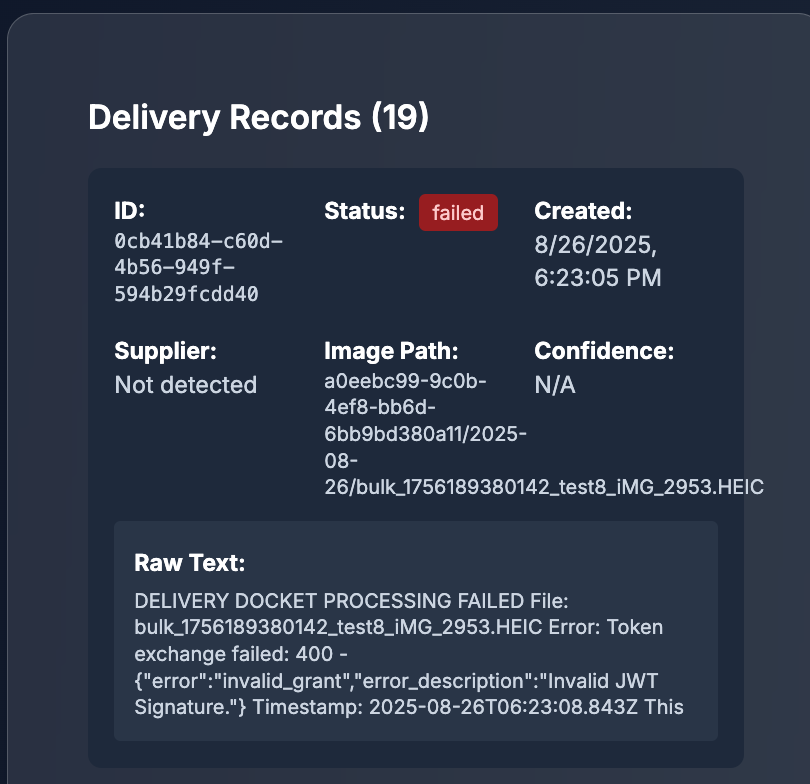 Delivery Records (19)
ID:
0cb41b84-c60d-
4b56-949f-
594b29fcdd40
Status: failed
Created:
8/26/2025,
6:23:05 PM
Supplier:
Not detected
Image Path:
a0eebc99-9c0b-
4ef8-bb6d-
6bb9bd380a11/2025-
08-
26/bulk_1756189380142_test8_iMG_2953.HEIC
Confidence:
N/A
Raw Text:
DELIVERY DOCKET PROCESSING FAILED File:
bulk_1756189380142_test8_iMG_2953.HEIC Error: Token
exchange failed: 400 -
{"error":"invalid_grant","error_description":"Invalid JWT
Signature."} Timestamp: 2025-08-26T06:23:08.843Z This